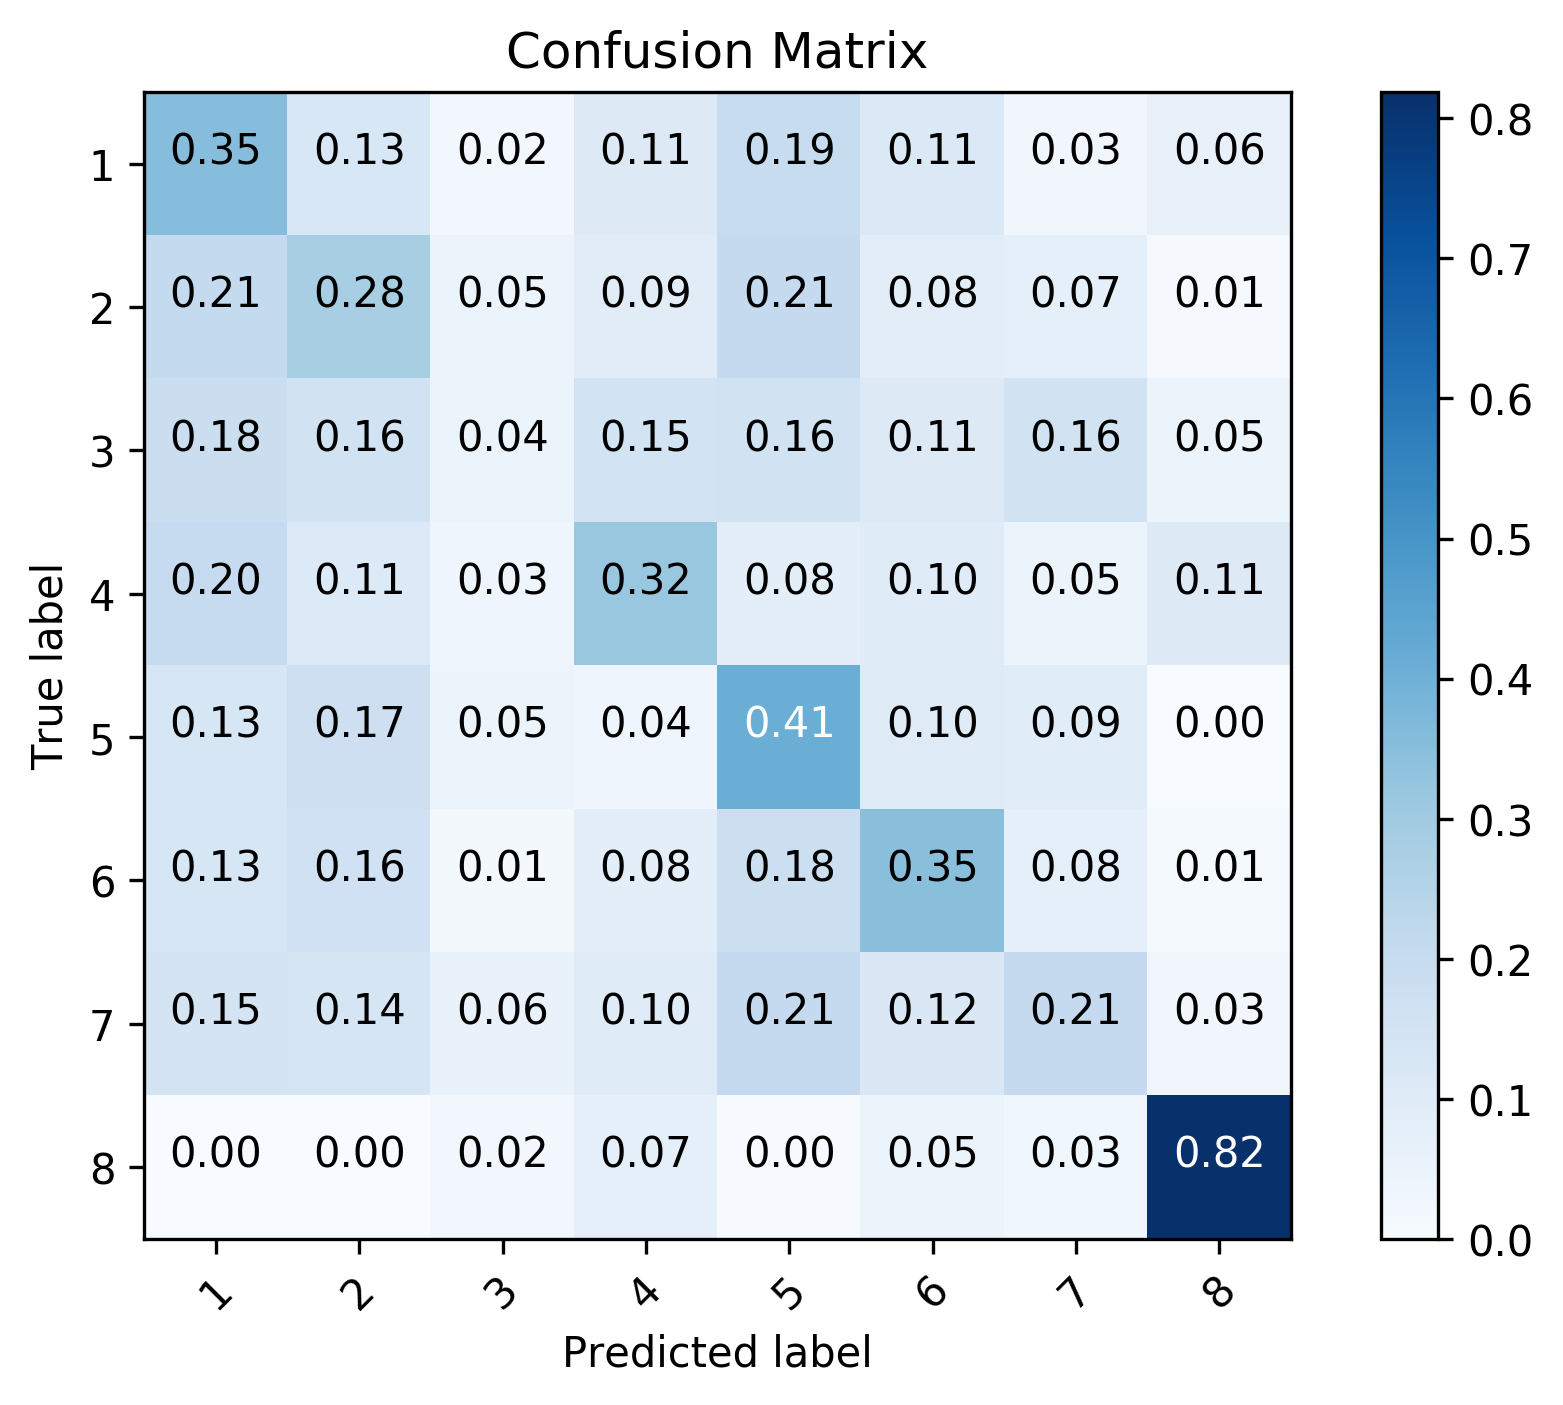 Confusion Matrix
1 0.35 0.13 0.02 0.11 0.19 0.11 0.03 0.06
2 0.21 0.28 0.05 0.09 0.21 0.08 0.07 0.01
3 0.18 0.16 0.04 0.15 0.16 0.11 0.16 0.05
4 0.20 0.11 0.03 0.32 0.08 0.10 0.05 0.11
5 0.13 0.17 0.05 0.04 0.41 0.10 0.09 0.00
6 0.13 0.16 0.01 0.08 0.18 0.35 0.08 0.01
7 0.15 0.14 0.06 0.10 0.21 0.12 0.21 0.03
8 0.00 0.00 0.02 0.07 0.00 0.05 0.03 0.82
True label
1 2 3 4 5 6 7 8
Predicted label
0.8
0.7
0.6
0.5
0.4
0.3
0.2
0.1
0.0